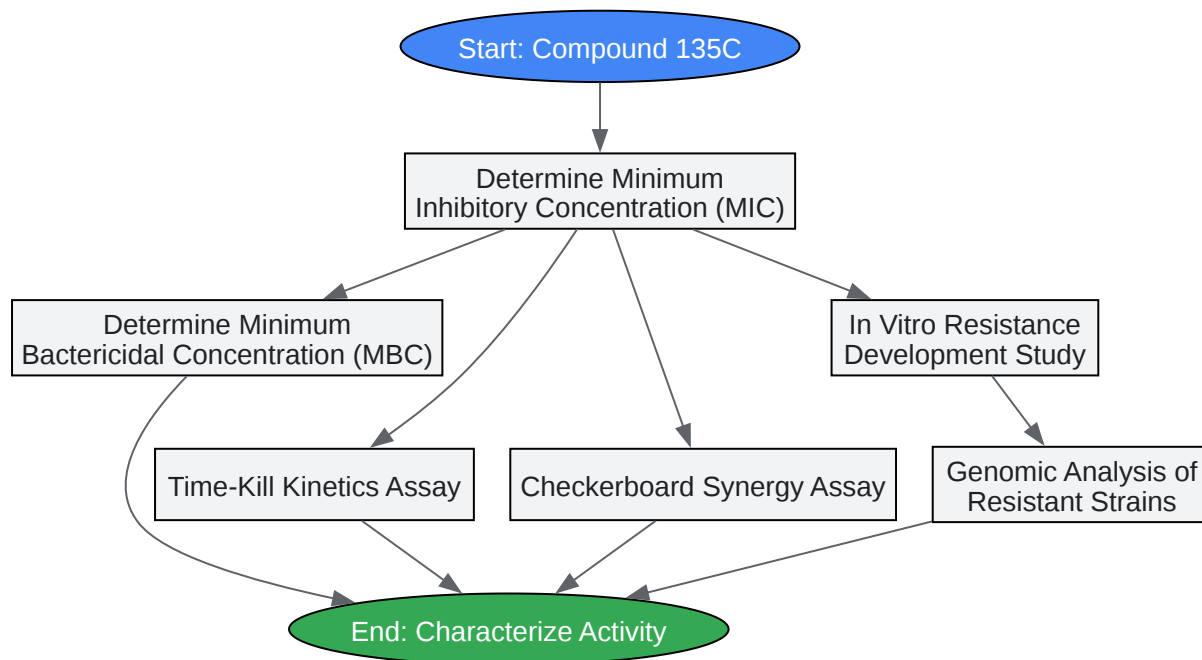 Start: Compound 135C
Determine Minimum
Inhibitory Concentration (MIC)
Determine Minimum
Bactericidal Concentration (MBC)
In Vitro Resistance
Development Study
Time-Kill Kinetics Assay
Checkerboard Synergy Assay
Genomic Analysis of
Resistant Strains
End: Characterize Activity